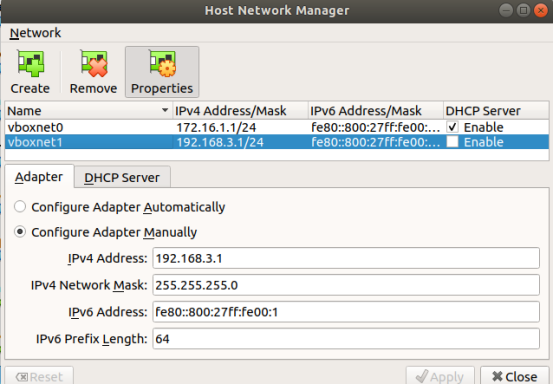 Host Network Manager
Network
Create Remove Properties
Name IPv4 Address/Mask IPv6 Address/Mask DHCP Server
vboxnet0 172.16.1.1/24 fe80::800:27ff:fe00:... Enable
vboxnet1 192.168.3.1/24 fe80::800:27ff:fe00:... Enable
Adapter DHCP Server
Configure Adapter Automatically
Configure Adapter Manually
IPv4 Address: 192.168.3.1
IPv4 Network Mask: 255.255.255.0
IPv6 Address: fe80::800:27ff:fe00:1
IPv6 Prefix Length: 64
Reset Apply Close